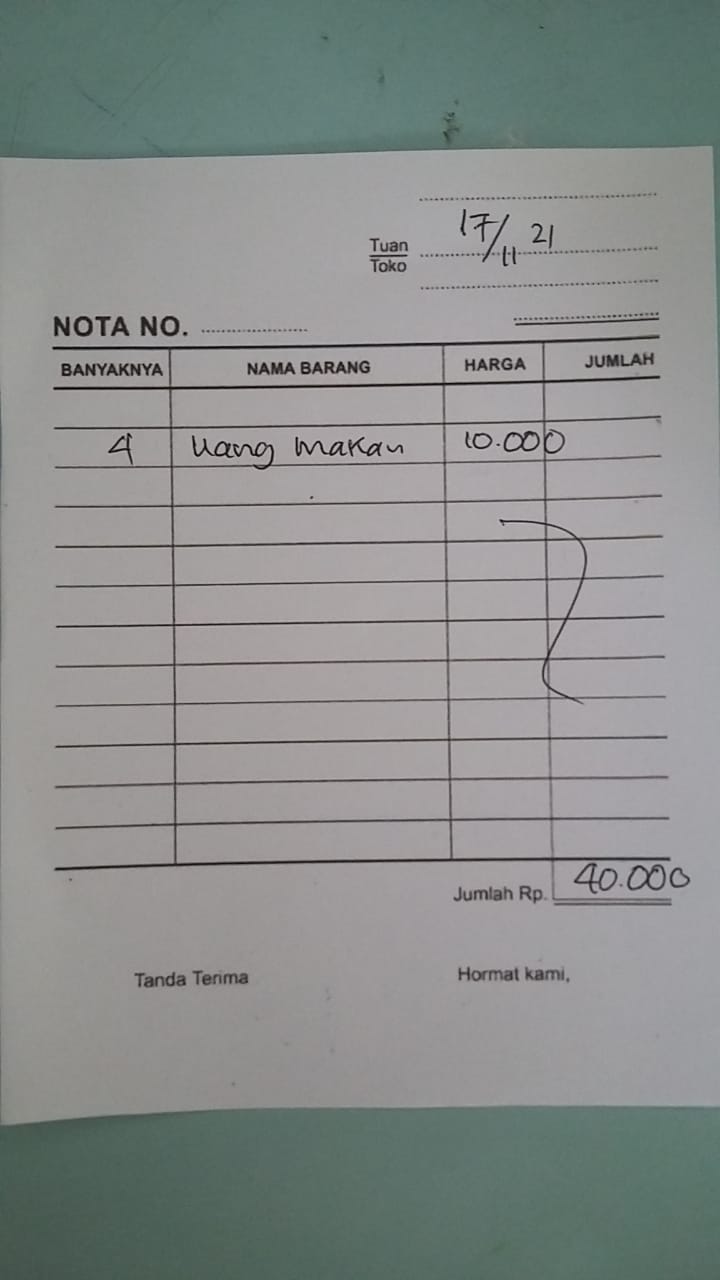 17/11 21
Tuan
Toko
NOTA NO.
BANYAKNYA NAMA BARANG HARGA JUMLAH
4 Uang Makan 10.000
Jumlah Rp. 40.000
Tanda Terima Hormat kami,